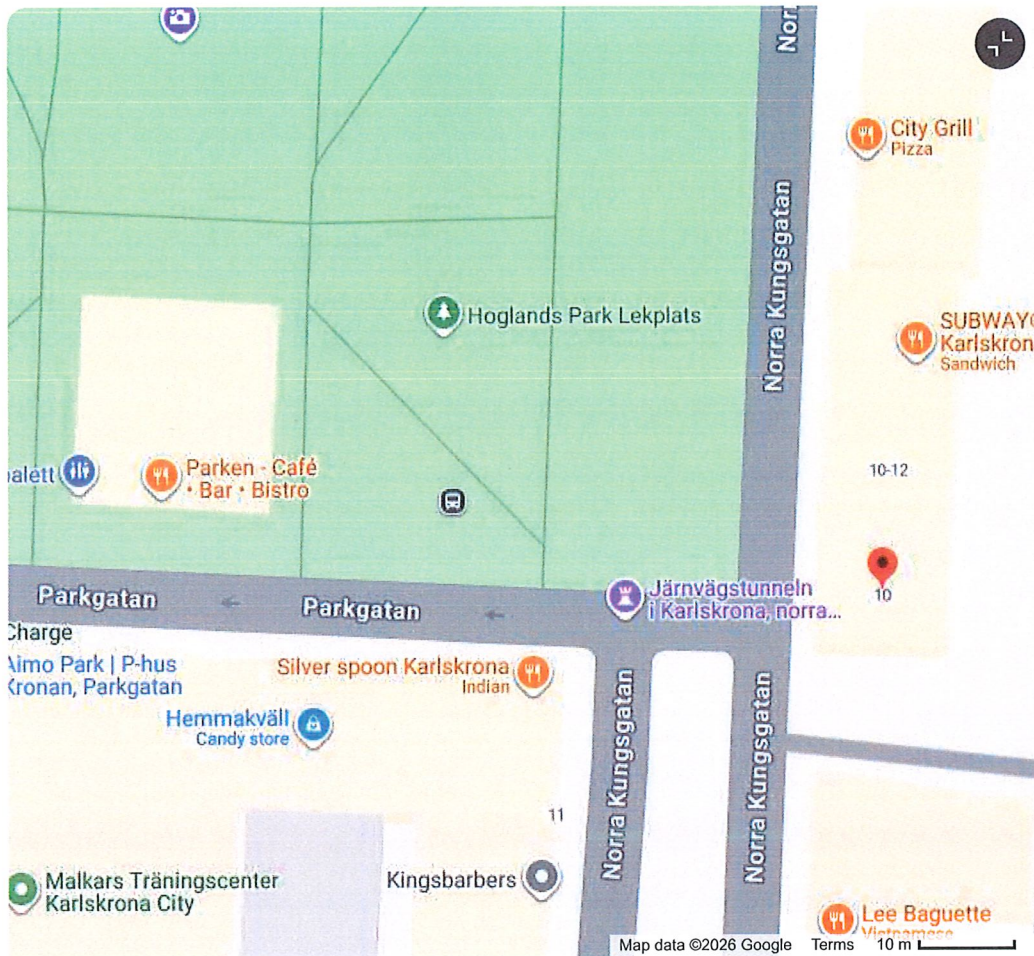 Nor
City Grill
Pizza
Norra Kungsgatan
Hoglands Park Lekplats
SUBWAY
Karlskron
Sandwich
alett
Parken - Café
• Bar • Bistro
10-12
10
Parkgatan
Parkgatan
Järnvägstunneln
i Karlskrona, norra...
Charge
Aimo Park | P-hus
Kronan, Parkgatan
Silver spoon Karlskrona
Indian
Hemmakväll
Candy store
Norra Kungsgatan
Norra Kungsgatan
11
Malkars Träningscenter
Karlskrona City
Kingsbarbers
Lee Baguette
Vietnamese
Map data ©2026 Google Terms 10 m